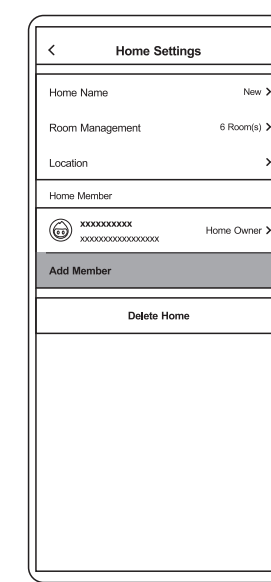 Home Settings
Home Name New
Room Management 6 Room(s)
Location
Home Member
xxxxxxxxxx
xxxxxxxxxxxxxxxxx Home Owner
Add Member
Delete Home